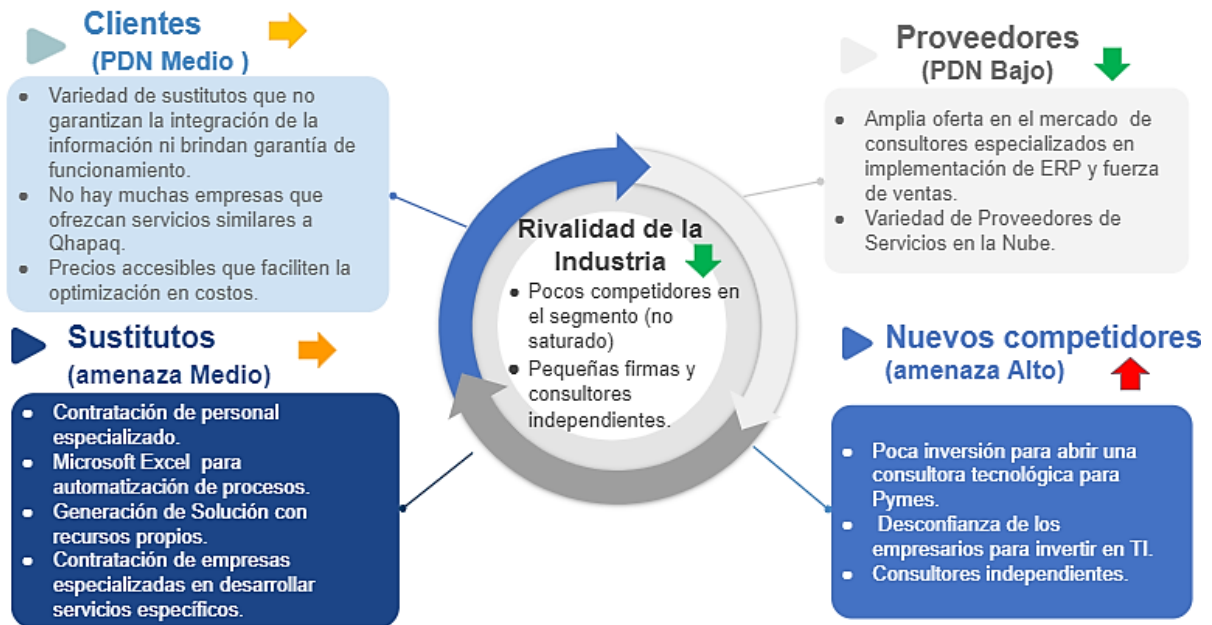 Clientes
(PDN Medio )
● Variedad de sustitutos que no
garantizan la integración de la
información ni brindan garantía de
funcionamiento.
● No hay muchas empresas que
ofrezcan servicios similares a
Qhapaq.
● Precios accesibles que faciliten la
optimización en costos.
Proveedores
(PDN Bajo)
● Amplia oferta en el mercado de
consultores especializados en
implementación de ERP y fuerza
de ventas.
● Variedad de Proveedores de
Servicios en la Nube.
Rivalidad de la
Industria
● Pocos competidores en
el segmento (no
saturado)
● Pequeñas firmas y
consultores
independientes.
Sustitutos
(amenaza Medio)
● Contratación de personal
especializado.
● Microsoft Excel para
automatización de procesos.
● Generación de Solución con
recursos propios.
● Contratación de empresas
especializadas en desarrollar
servicios específicos.
Nuevos competidores
(amenaza Alto)
● Poca inversión para abrir una
consultora tecnológica para
Pymes.
● Desconfianza de los
empresarios para invertir en TI.
● Consultores independientes.